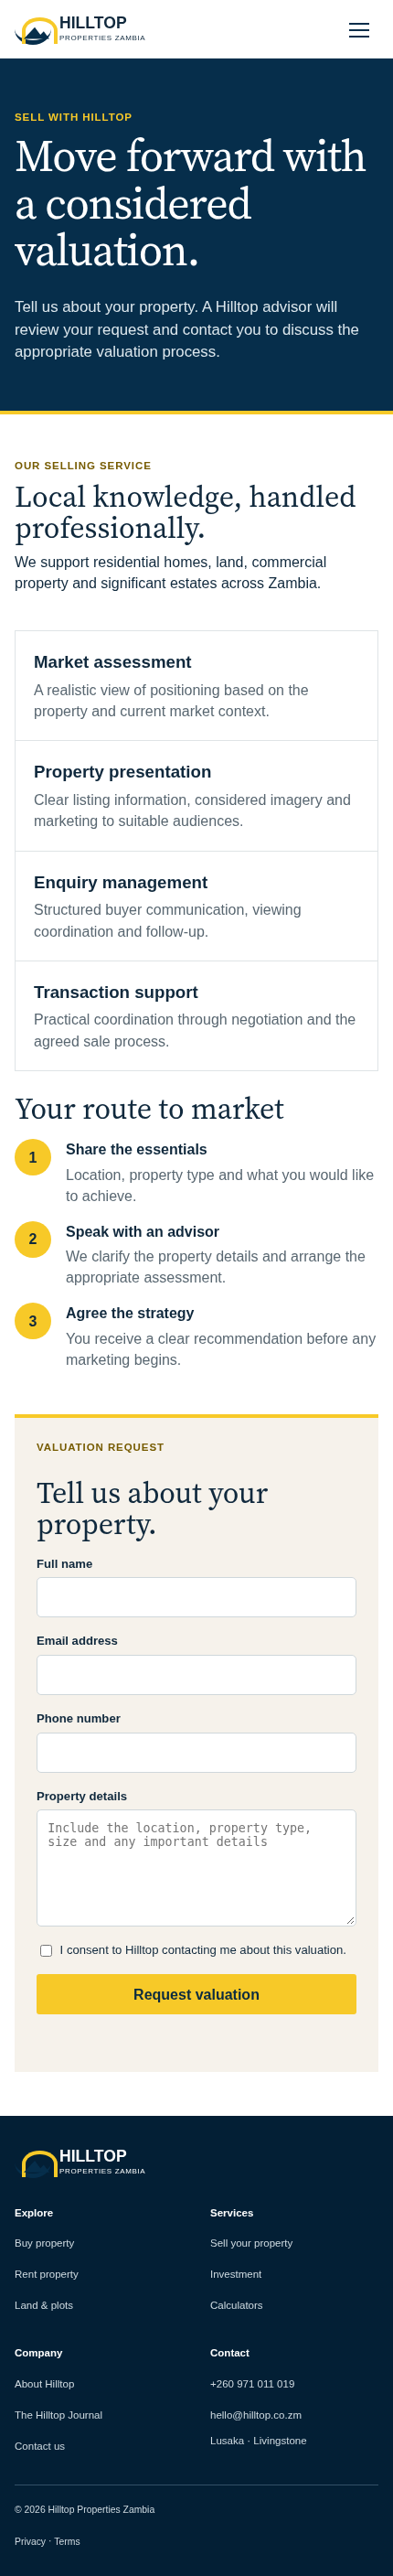 HILLTOP
PROPERTIES ZAMBIA
SELL WITH HILLTOP
Move forward with
a considered
valuation.
Tell us about your property. A Hilltop advisor will
review your request and contact you to discuss the
appropriate valuation process.
OUR SELLING SERVICE
Local knowledge, handled
professionally.
We support residential homes, land, commercial
property and significant estates across Zambia.
Market assessment
A realistic view of positioning based on the
property and current market context.
Property presentation
Clear listing information, considered imagery and
marketing to suitable audiences.
Enquiry management
Structured buyer communication, viewing
coordination and follow-up.
Transaction support
Practical coordination through negotiation and the
agreed sale process.
Your route to market
1
Share the essentials
Location, property type and what you would like
to achieve.
2
Speak with an advisor
We clarify the property details and arrange the
appropriate assessment.
3
Agree the strategy
You receive a clear recommendation before any
marketing begins.
VALUATION REQUEST
Tell us about your
property.
Full name
Email address
Phone number
Property details
Include the location, property type,
size and any important details
I consent to Hilltop contacting me about this valuation.
Request valuation
HILLTOP
PROPERTIES ZAMBIA
Explore
Buy property
Rent property
Land & plots
Services
Sell your property
Investment
Calculators
Company
About Hilltop
The Hilltop Journal
Contact us
Contact
+260 971 011 019
hello@hilltop.co.zm
Lusaka · Livingstone
© 2026 Hilltop Properties Zambia
Privacy · Terms